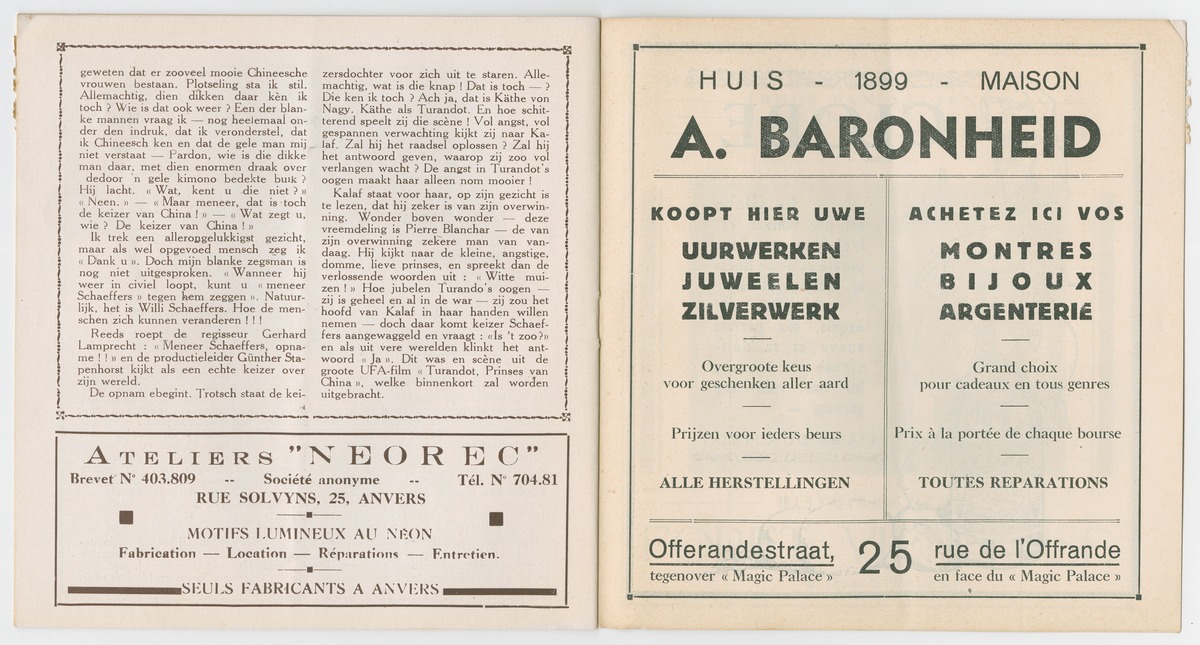 geweten dat er zooveel mooie Chineesche
vrouwen bestaan. Plotseling sta ik stil.
Allemachtig, dien dikken daar kèn ik
toch ? Wie is dat ook weer ? Een der blan-
ke mannen vraag ik — nog heelemaal on-
der den indruk, dat ik veronderstel, dat
ik Chineesch ken en dat de gele man mij
niet verstaat — Pardon, wie is die dikke
man daar, met dien enormen draak over
dedoor 'n gele kimono bedekte buik ?
Hij lacht. « Wat, kent u die niet ? »
« Neen. » — « Maar meneer, dat is toch
de keizer van China ! » — « Wat zegt u,
wie ? De keizer van China ! »
Ik trek een alleropgelukkigst gezicht,
maar als wel opgevoed mensch zeg ik
« Dank u ». Doch mijn blanke zegsman is
nog niet uitgesproken. « Wanneer hij
weer in civiel loopt, kunt u « meneer
Schaeffers » tegen hem zeggen ». Natuur-
lijk, het is Willi Schaeffers. Hoe de men-
schen zich kunnen veranderen ! ! !
Reeds roept de regisseur Gerhard
Lamprecht : « Meneer Schaeffers, opna-
me ! ! » en de productieleider Günther Sta-
penhorst kijkt als een echte keizer over
zijn wereld.
De opnam ebegint. Trotsch staat de kei-
zersdochter voor zich uit te staren. Alle-
machtig, wat is die knap ! Dat is toch — ?
Die ken ik toch ? Ach ja, dat is Käthe von
Nagy. Käthe als Turandot. En hoe schit-
terend speelt zij die scène ! Vol angst, vol
gespannen verwachting kijkt zij naar Ka-
laf. Zal hij het raadsel oplossen ? Zal hij
het antwoord geven, waarop zij zoo vol
verlangen wacht ? De angst in Turandot's
oogen maakt haar alleen nom mooier !
Kalaf staat voor haar, op zijn gezicht is
te lezen, dat hij zeker is van zijn overwin-
ning. Wonder boven wonder — deze
vreemdeling is Pierre Blanchar — de van
zijn overwinning zekere man van van-
daag. Hij kijkt naar de kleine, angstige,
domme, lieve prinses, en spreekt dan de
verlossende woorden uit : « Witte mui-
zen ! » Hoe jubelen Turando's oogen —
zij is geheel en al in de war — zij zou het
hoofd van Kalaf in haar handen willen
nemen — doch daar komt keizer Schaef-
fers aangewaggeld en vraagt : « Is 't zoo?»
en als uit vere werelden klinkt het ant-
woord « Ja ». Dit was en scène uit de
groote UFA-film « Turandot, Prinses van
China », welke binnenkort zal worden
uitgebracht.
ATELIERS "NEOREC"
Brevet N° 403.809 -- Société anonyme -- Tél. N° 704.81
RUE SOLVYNS, 25, ANVERS
MOTIFS LUMINEUX AU NÉON
Fabrication — Location — Réparations — Entretien.
SEULS FABRICANTS A ANVERS
HUIS - 1899 - MAISON
A. BARONHEID
KOOPT HIER UWE
UURWERKEN
JUWEELEN
ZILVERWERK
Overgroote keus
voor geschenken aller aard
Prijzen voor ieders beurs
ALLE HERSTELLINGEN
ACHETEZ ICI VOS
MONTRES
BIJOUX
ARGENTERIE
Grand choix
pour cadeaux en tous genres
Prix à la portée de chaque bourse
TOUTES REPARATIONS
Offerandestraat, 25 rue de l'Offrande
tegenover « Magic Palace » en face du « Magic Palace »